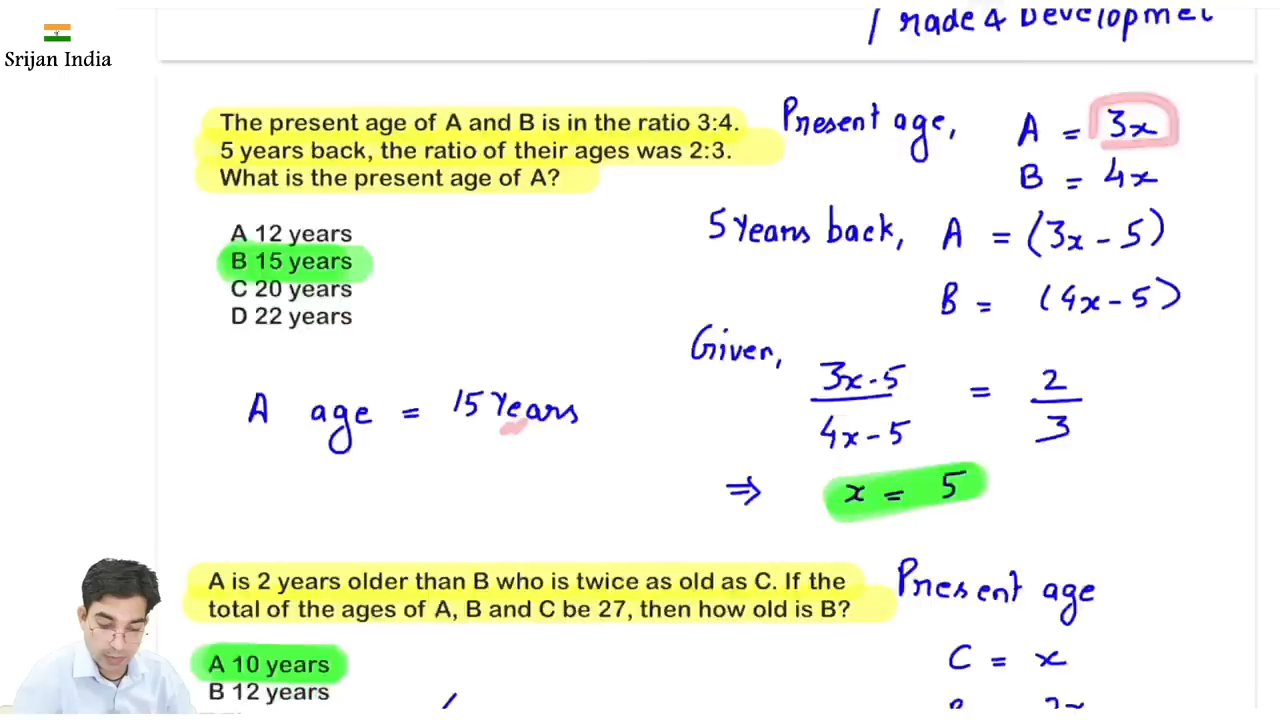 Srijan India
Trade & Development
The present age of A and B is in the ratio 3:4.
5 years back, the ratio of their ages was 2:3.
What is the present age of A?
A 12 years
B 15 years
C 20 years
D 22 years
A age = 15 Years
Present age, A = 3x
B = 4x
5 Years back, A = (3x - 5)
B = (4x - 5)
Given,
3x - 5 = 2
4x - 5   3
⇒ x = 5
A is 2 years older than B who is twice as old as C. If the
total of the ages of A, B and C be 27, then how old is B?
A 10 years
B 12 years
Present age
C = x